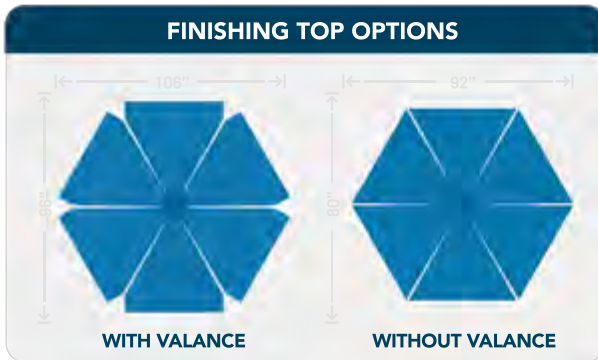 FINISHING TOP OPTIONS
106"
92"
96"
80"
WITH VALANCE
WITHOUT VALANCE